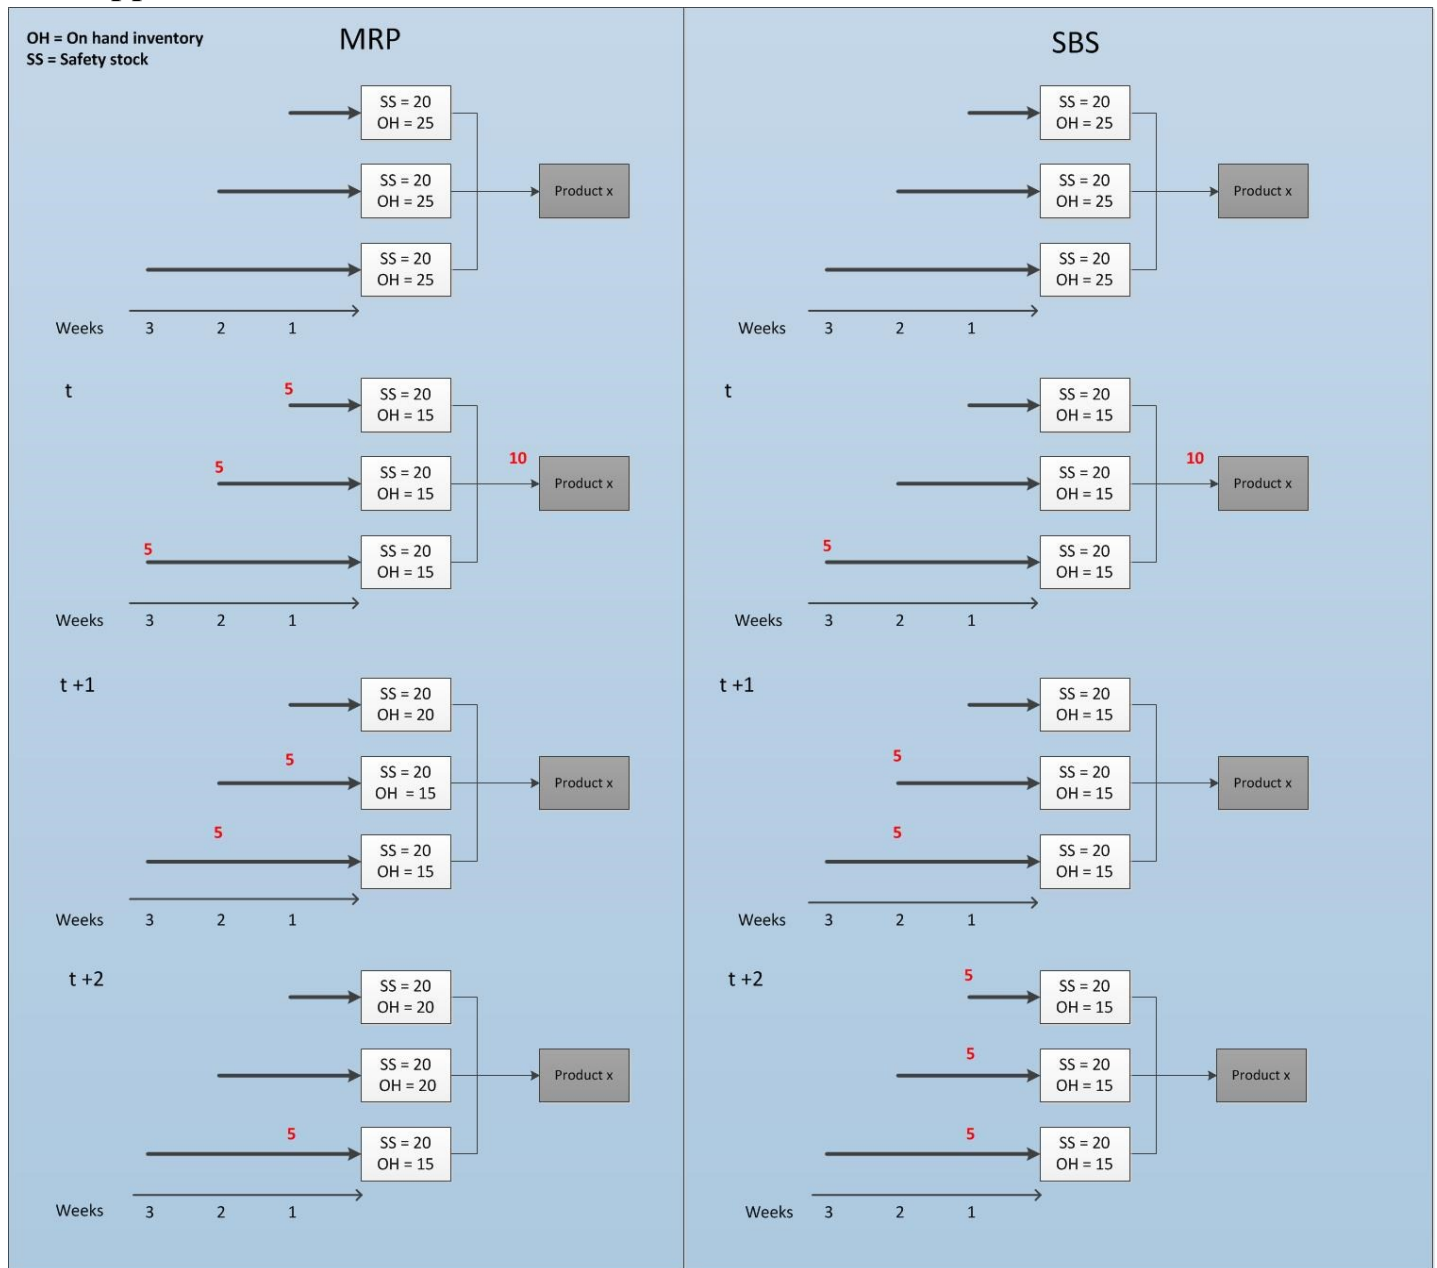 OH = On hand inventory
SS = Safety stock
MRP
SS = 20
OH = 25
SS = 20
OH = 25
Product x
SS = 20
OH = 25
Weeks 3 2 1
t
5
SS = 20
OH = 15
5
10
SS = 20
OH = 15
Product x
5
SS = 20
OH = 15
Weeks 3 2 1
t +1
SS = 20
OH = 20
5
SS = 20
OH = 15
Product x
5
SS = 20
OH = 15
Weeks 3 2 1
t +2
SS = 20
OH = 20
SS = 20
OH = 20
Product x
5
SS = 20
OH = 15
Weeks 3 2 1
SBS
SS = 20
OH = 25
SS = 20
OH = 25
Product x
SS = 20
OH = 25
Weeks 3 2 1
t
SS = 20
OH = 15
10
SS = 20
OH = 15
Product x
5
SS = 20
OH = 15
Weeks 3 2 1
t +1
SS = 20
OH = 15
5
SS = 20
OH = 15
Product x
5
SS = 20
OH = 15
Weeks 3 2 1
t +2
5
SS = 20
OH = 15
5
SS = 20
OH = 15
Product x
5
SS = 20
OH = 15
Weeks 3 2 1